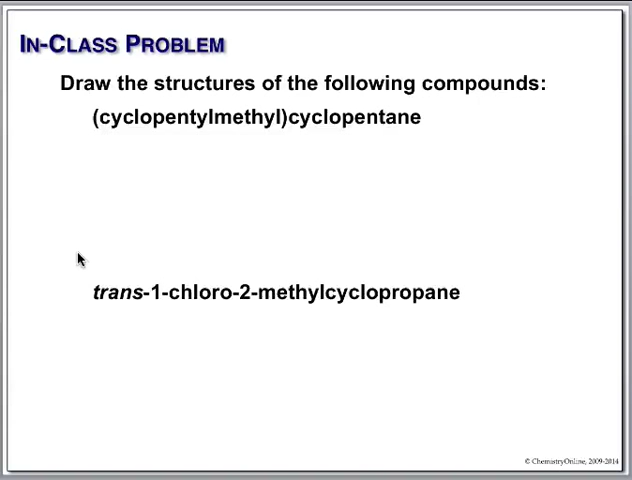 IN-CLASS PROBLEM
Draw the structures of the following compounds:
(cyclopentylmethyl)cyclopentane
trans-1-chloro-2-methylcyclopropane
© ChemistryOnline, 2009-2014